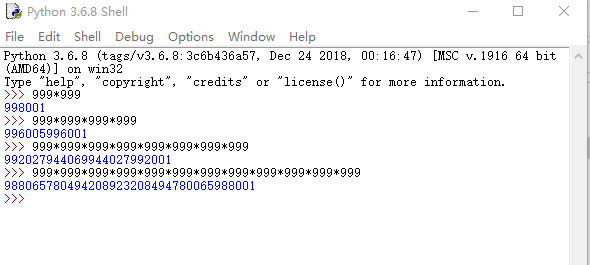 Python 3.6.8 Shell
File Edit Shell Debug Options Window Help
Python 3.6.8 (tags/v3.6.8:3c6b436a57, Dec 24 2018, 00:16:47) [MSC v.1916 64 bit
(AMD64)] on win32
Type "help", "copyright", "credits" or "license()" for more information.
>>> 999*999
998001
>>> 999*999*999*999
996005996001
>>> 999*999*999*999*999*999*999*999
992027944069944027992001
>>> 999*999*999*999*999*999*999*999*999*999*999*999
988065780494208923208494780065988001
>>>